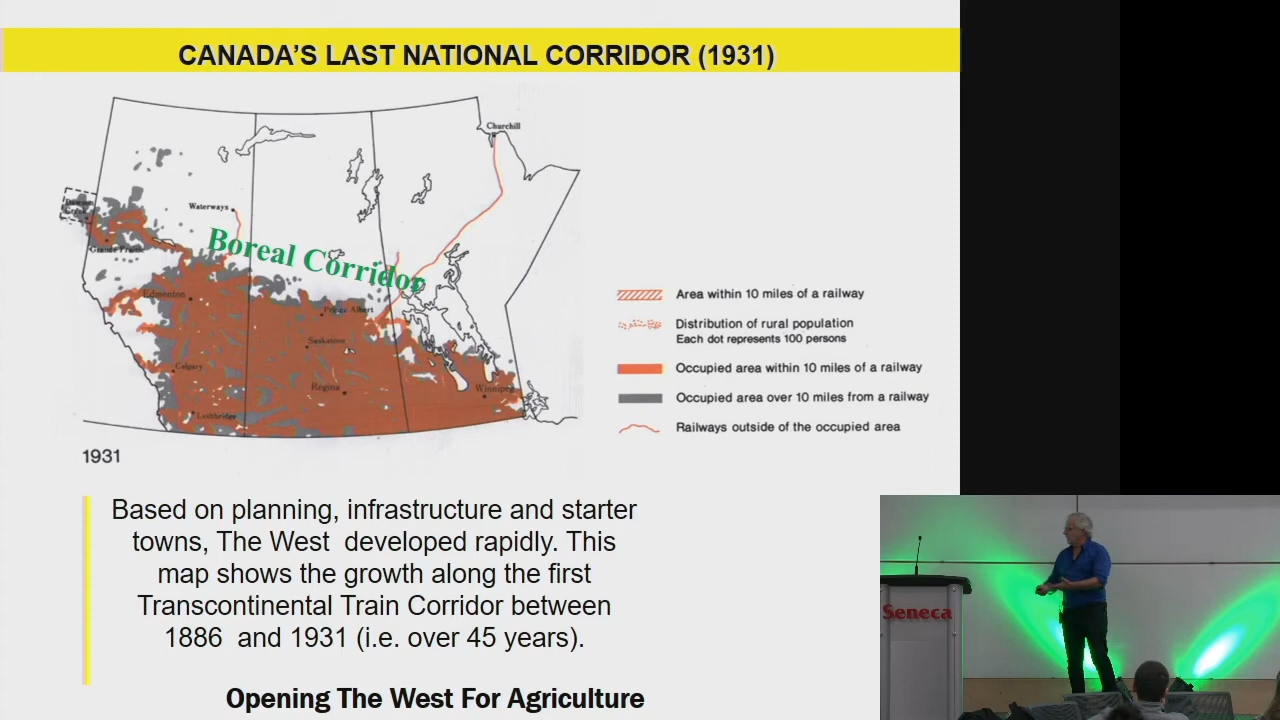 CANADA'S LAST NATIONAL CORRIDOR (1931)
Churchill
Waterways
Dawson
Creek
Grande Prairie
Boreal Corridor
Edmonton
Prince Albert
Saskatoon
Calgary
Regina
Winnipeg
Lethbridge
1931
Area within 10 miles of a railway
Distribution of rural population
Each dot represents 100 persons
Occupied area within 10 miles of a railway
Occupied area over 10 miles from a railway
Railways outside of the occupied area
Based on planning, infrastructure and starter
towns, The West developed rapidly. This
map shows the growth along the first
Transcontinental Train Corridor between
1886 and 1931 (i.e. over 45 years).
Opening The West For Agriculture
Seneca